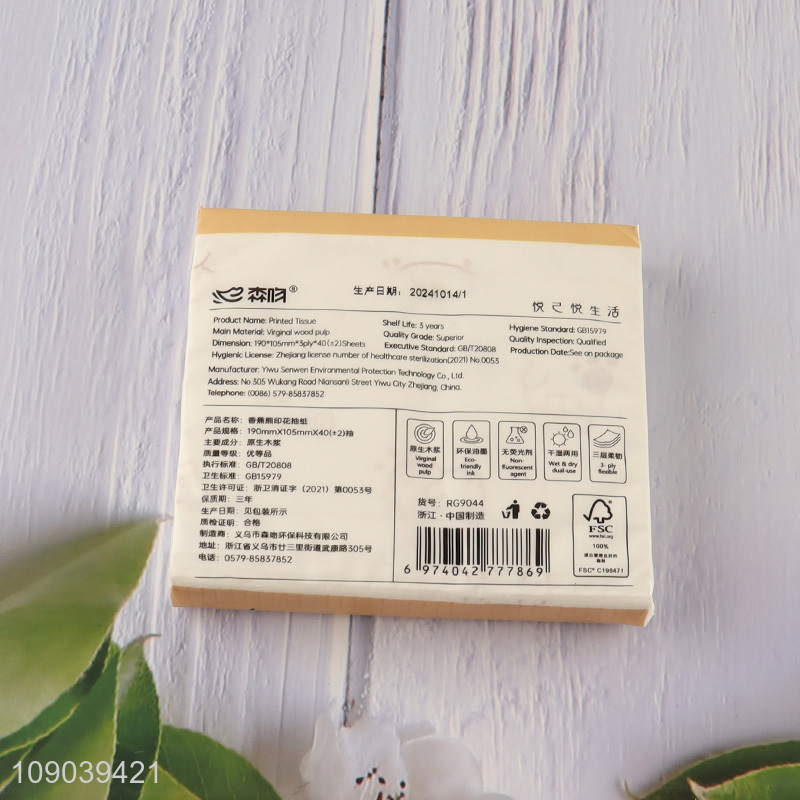 森吻®
生产日期: 20241014/1
悦己悦生活
Product Name: Printed Tissue
Main Material: Virginal wood pulp
Dimension: 190*105mm*3ply*40(±2)Sheets
Hygienic License: Zhejiang license number of healthcare sterilization(2021) No.0053
Shelf Life: 3 years
Quality Grade: Superior
Executive Standard: GB/T20808
Hygiene Standard: GB15979
Quality Inspection: Qualified
Production Date:See on package
Manufacturer: Yiwu Senwen Environmental Protection Technology Co., Ltd.
Address: No.305 Wukang Road Niansanli Street Yiwu City Zhejiang, China.
Telephone: (0086) 579-85837852
产品名称: 香蕉熊印花抽纸
产品规格: 190mmX105mmX40(±2)抽
主要成分: 原生木浆
质量等级: 优等品
执行标准: GB/T20808
卫生标准: GB15979
卫生许可证: 浙卫清证字 (2021) 第0053号
保质期: 三年
生产日期: 见包装所示
质检证明: 合格
制造商: 义乌市森吻环保科技有限公司
地址: 浙江省义乌市廿三里街道武康路305号
电话: 0579-85837852
原生木浆
Virginal
wood
pulp
环保油墨
Eco-
friendly
ink
无荧光剂
Non-
fluorescent
agent
干湿两用
Wet & dry
dual-use
三层柔韧
3- ply
flexible
货号: RG9044
浙江·中国制造
6 974042 777869
FSC
www.fsc.org
100%
FSC® C198471
109039421